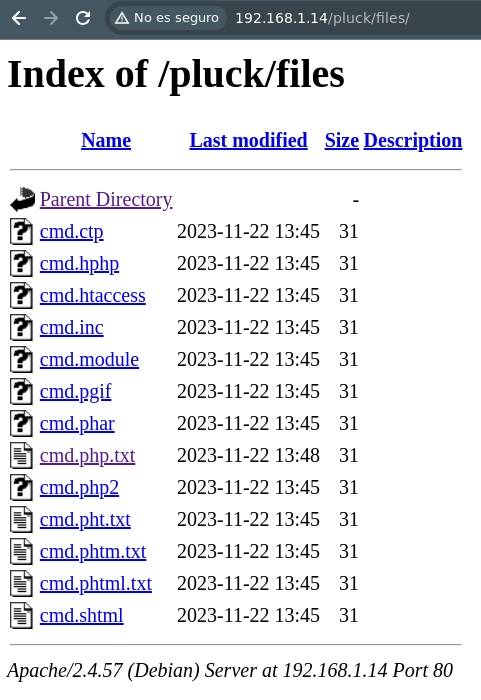 No es seguro 192.168.1.14/pluck/files/
Index of /pluck/files
Name Last modified Size Description
Parent Directory -
cmd.ctp 2023-11-22 13:45 31
cmd.hphp 2023-11-22 13:45 31
cmd.htaccess 2023-11-22 13:45 31
cmd.inc 2023-11-22 13:45 31
cmd.module 2023-11-22 13:45 31
cmd.pgif 2023-11-22 13:45 31
cmd.phar 2023-11-22 13:45 31
cmd.php.txt 2023-11-22 13:48 31
cmd.php2 2023-11-22 13:45 31
cmd.pht.txt 2023-11-22 13:45 31
cmd.phtm.txt 2023-11-22 13:45 31
cmd.phtml.txt 2023-11-22 13:45 31
cmd.shtml 2023-11-22 13:45 31
Apache/2.4.57 (Debian) Server at 192.168.1.14 Port 80